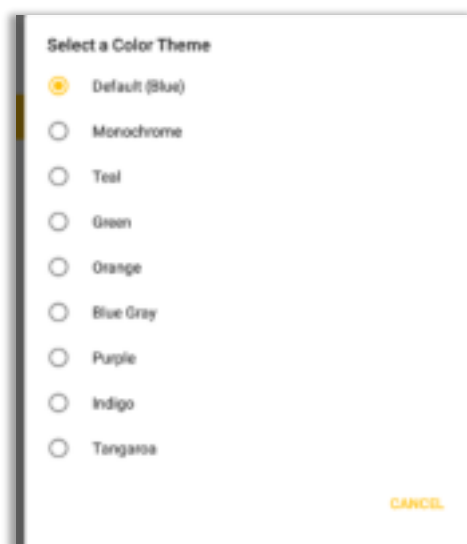 Select a Color Theme
Default (Blue)
Monochrome
Teal
Green
Orange
Blue Gray
Purple
Indigo
Tangaroa
CANCEL